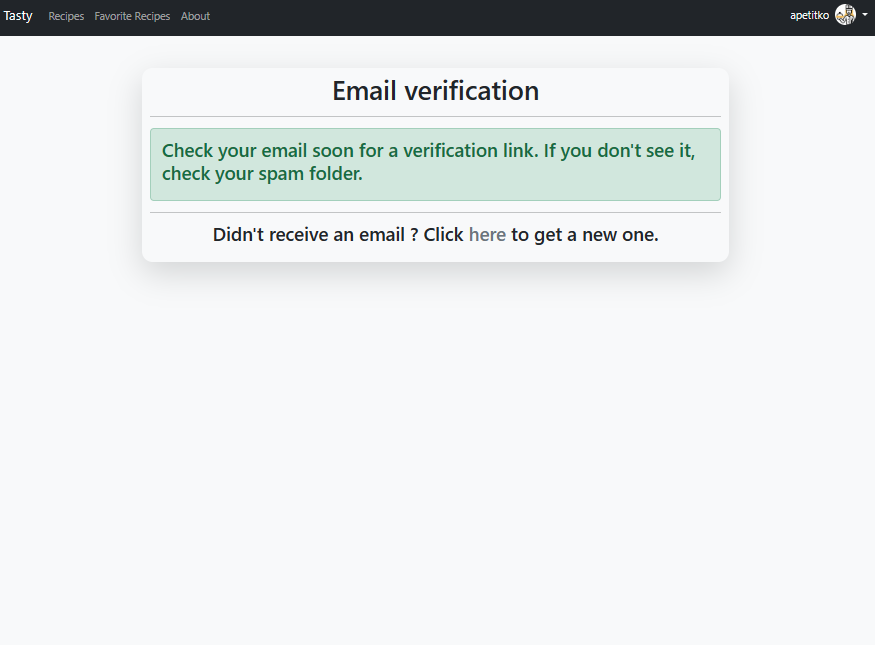 Tasty Recipes Favorite Recipes About apetitko
Email verification
Check your email soon for a verification link. If you don't see it,
check your spam folder.
Didn't receive an email ? Click here to get a new one.